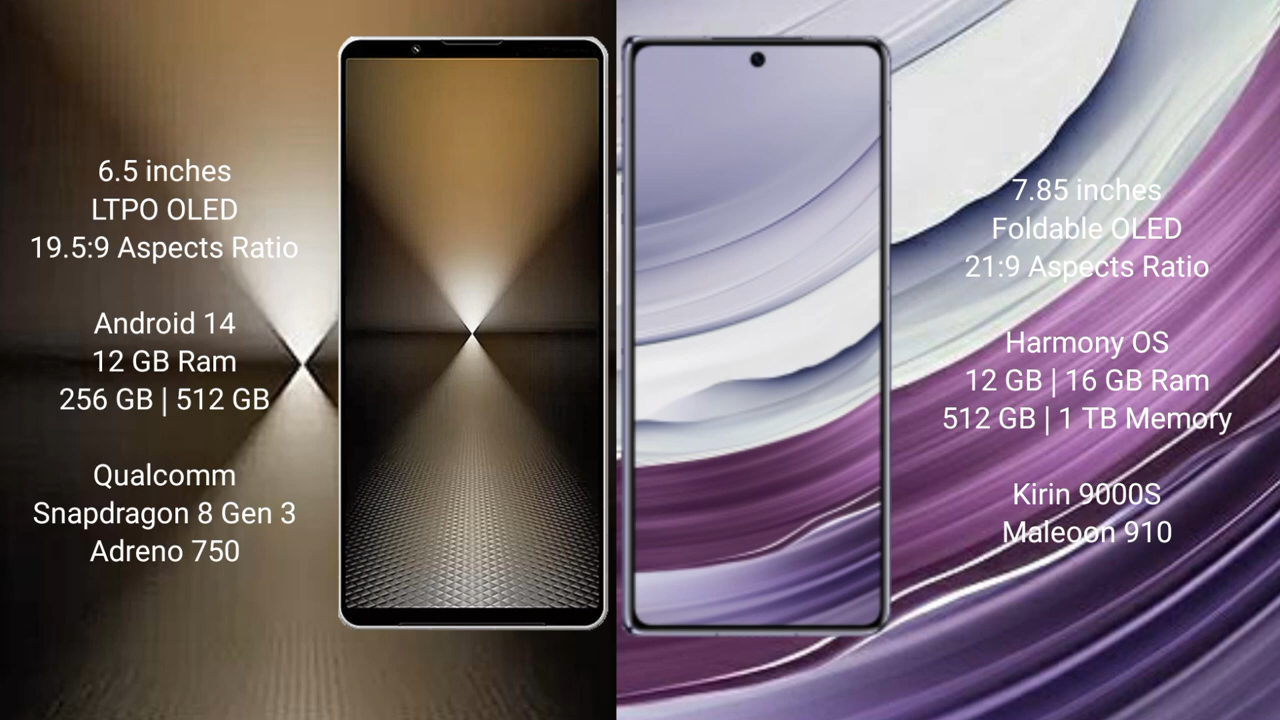 6.5 inches
LTPO OLED
19.5:9 Aspects Ratio
Android 14
12 GB Ram
256 GB | 512 GB
Qualcomm
Snapdragon 8 Gen 3
Adreno 750
7.85 inches
Foldable OLED
21:9 Aspects Ratio
Harmony OS
12 GB | 16 GB Ram
512 GB | 1 TB Memory
Kirin 9000S
Maleoon 910